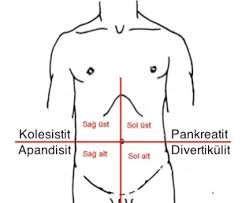 Sağ üst Sol üst
Kolesistit Pankreatit
Apandisit Sağ alt Sol alt Divertikülit